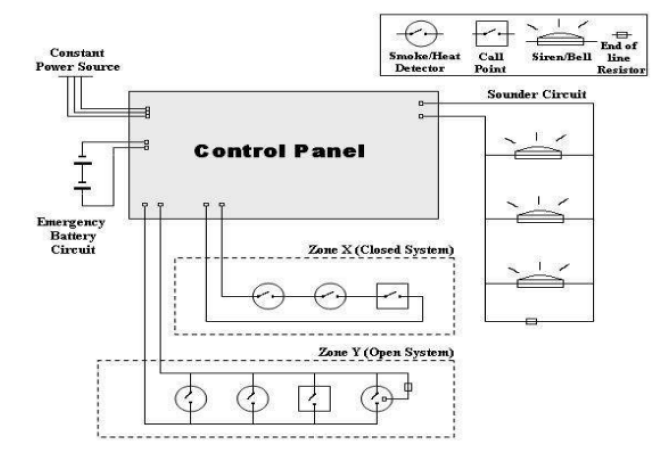 Constant
Power Source
Smoke/Heat
Detector
Call
Point
Siren/Bell
End of
line
Resistor
Sounder Circuit
Control Panel
Emergency
Battery
Circuit
Zone X (Closed System)
Zone Y (Open System)